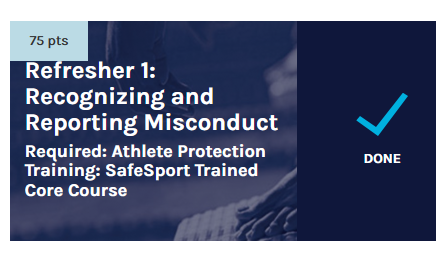 75 pts
Refresher 1:
Recognizing and
Reporting Misconduct
Required: Athlete Protection
Training: SafeSport Trained
Core Course
DONE